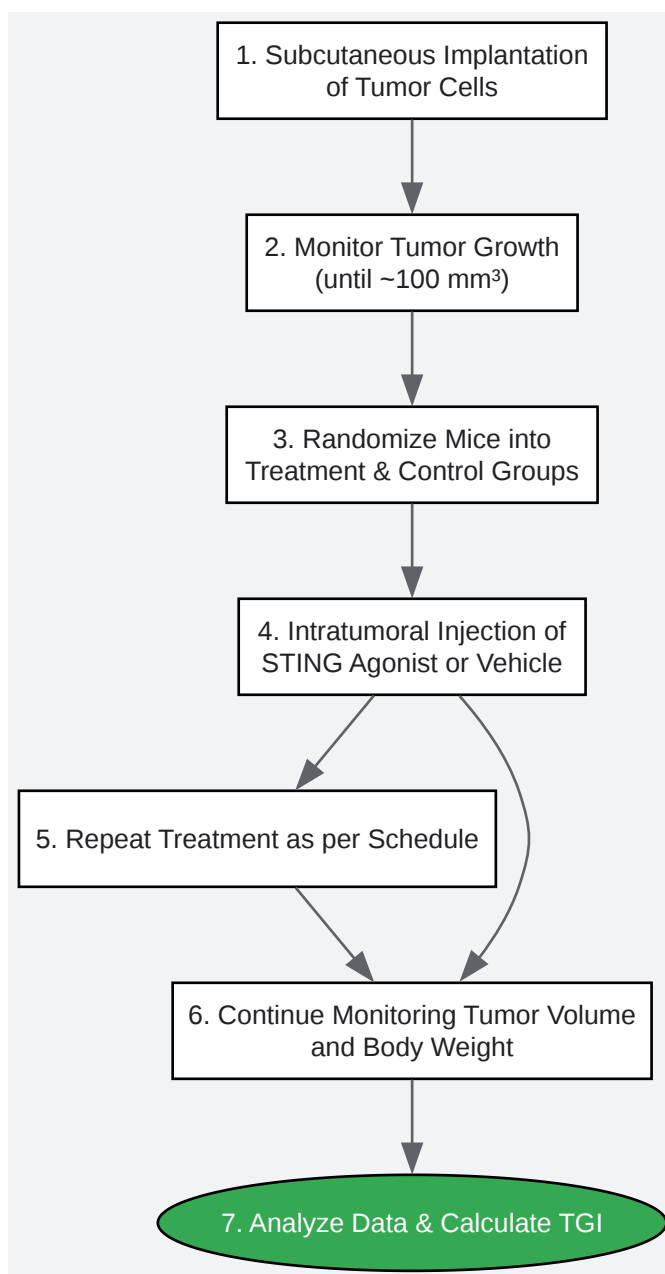 1. Subcutaneous Implantation
of Tumor Cells
2. Monitor Tumor Growth
(until ~100 mm³)
3. Randomize Mice into
Treatment & Control Groups
4. Intratumoral Injection of
STING Agonist or Vehicle
5. Repeat Treatment as per Schedule
6. Continue Monitoring Tumor Volume
and Body Weight
7. Analyze Data & Calculate TGI